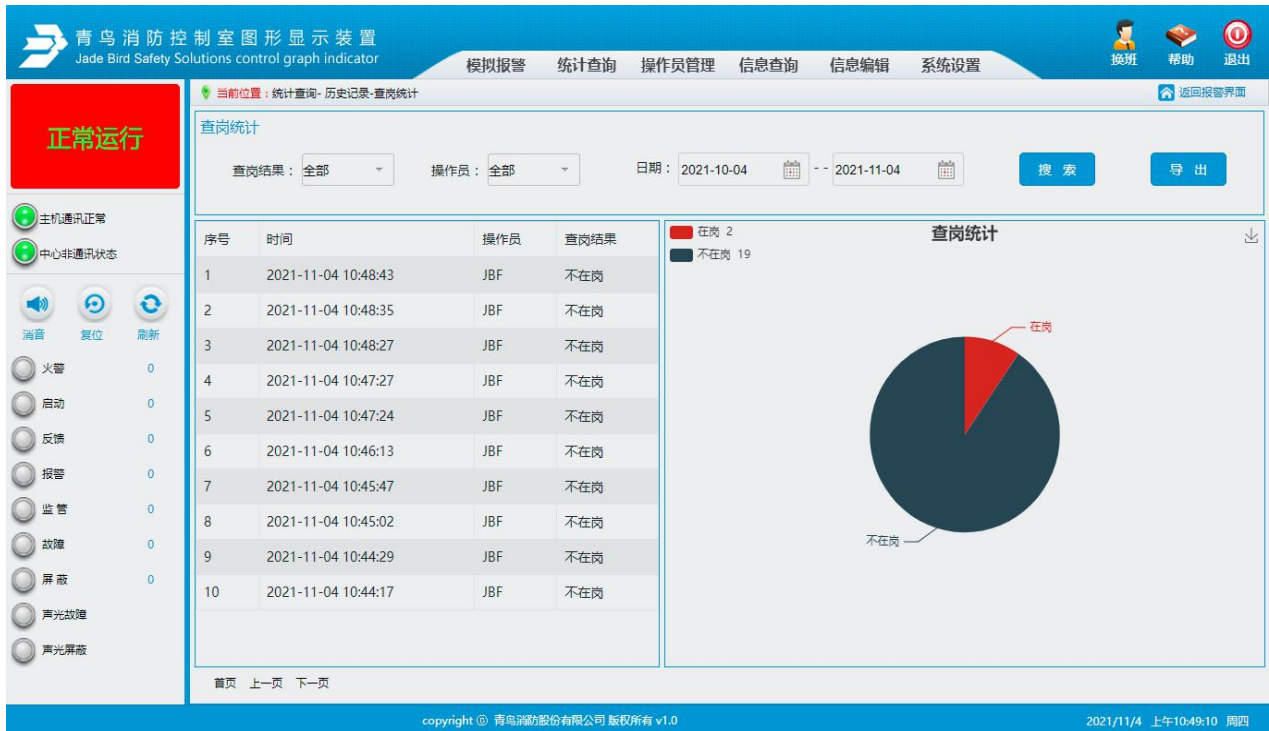 青鸟消防控制室图形显示装置
Jade Bird Safety Solutions control graph indicator
模拟报警 统计查询 操作员管理 信息查询 信息编辑 系统设置
换班 帮助 退出
当前位置：统计查询- 历史记录-查岗统计
返回报警界面
正常运行
主机通讯正常
中心非通讯状态
消音 复位 刷新
火警 0
启动 0
反馈 0
报警 0
监管 0
故障 0
屏蔽 0
声光故障
声光屏蔽
查岗统计
查岗结果： 全部 操作员： 全部 日期： 2021-10-04 - - 2021-11-04 搜 索 导 出
序号 时间 操作员 查岗结果
1 2021-11-04 10:48:43 JBF 不在岗
2 2021-11-04 10:48:35 JBF 不在岗
3 2021-11-04 10:48:27 JBF 不在岗
4 2021-11-04 10:47:27 JBF 不在岗
5 2021-11-04 10:47:24 JBF 不在岗
6 2021-11-04 10:46:13 JBF 不在岗
7 2021-11-04 10:45:47 JBF 不在岗
8 2021-11-04 10:45:02 JBF 不在岗
9 2021-11-04 10:44:29 JBF 不在岗
10 2021-11-04 10:44:17 JBF 不在岗
在岗 2
不在岗 19
查岗统计
在岗
不在岗
首页 上一页 下一页
copyright ⓒ 青鸟消防股份有限公司 版权所有 v1.0
2021/11/4 上午10:49:10 周四